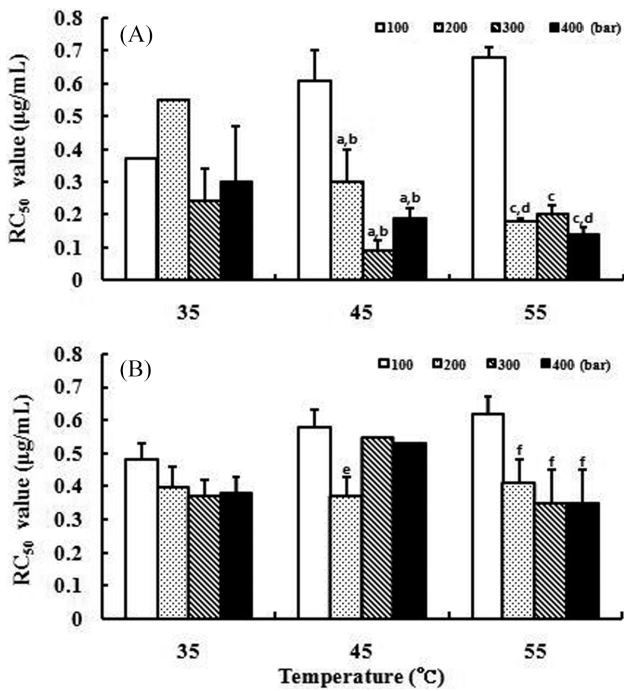 (A)
100 200 300 400 (bar)
RC50 value (μg/mL)
0.8
0.7
0.6
0.5
0.4
0.3
0.2
0.1
0
a,b
a,b
a,b
c,d
c
c,d
35 45 55
(B)
100 200 300 400 (bar)
RC50 value (μg/mL)
0.8
0.7
0.6
0.5
0.4
0.3
0.2
0.1
0
e
f f f
35 45 55
Temperature (℃)